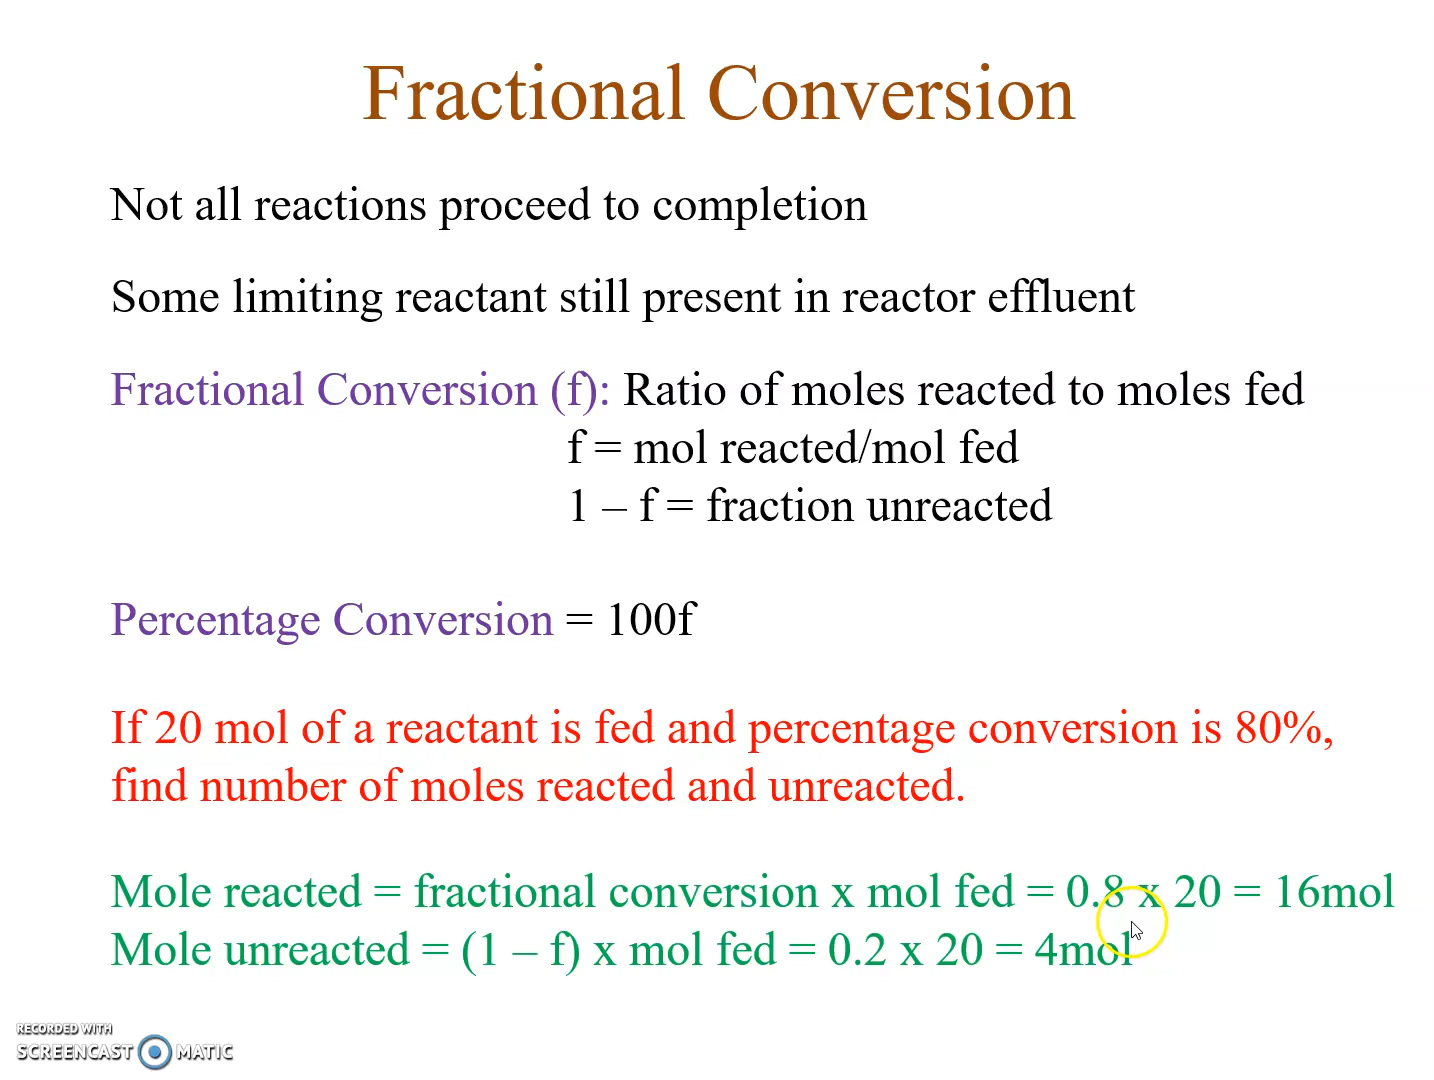 Fractional Conversion
Not all reactions proceed to completion
Some limiting reactant still present in reactor effluent
Fractional Conversion (f): Ratio of moles reacted to moles fed
f = mol reacted/mol fed
1 – f = fraction unreacted
Percentage Conversion = 100f
If 20 mol of a reactant is fed and percentage conversion is 80%,
find number of moles reacted and unreacted.
Mole reacted = fractional conversion x mol fed = 0.8 x 20 = 16mol
Mole unreacted = (1 – f) x mol fed = 0.2 x 20 = 4mol
RECORDED WITH
SCREENCAST MATIC